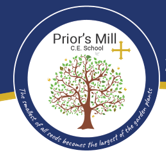 Prior's Mill
C.E. School
The smallest of all seeds becomes the largest of the garden plants